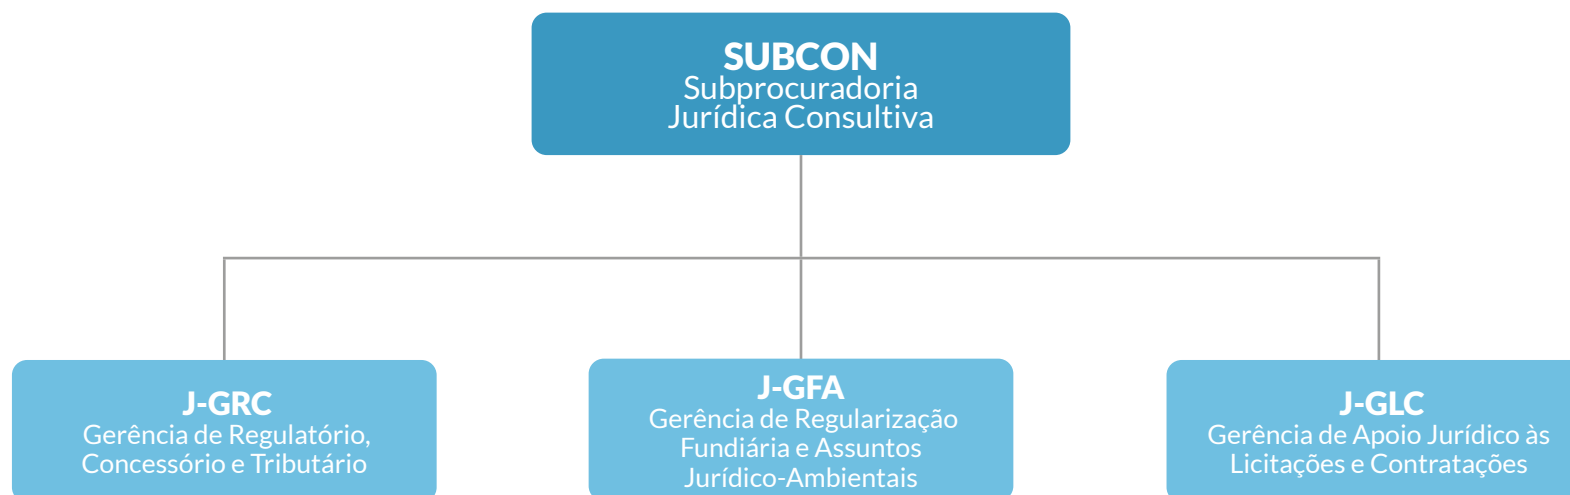 SUBCON
Subprocuradoria
Jurídica Consultiva
J-GRC
Gerência de Regulatório,
Concessório e Tributário
J-GFA
Gerência de Regularização
Fundiária e Assuntos
Jurídico-Ambientais
J-GLC
Gerência de Apoio Jurídico às
Licitações e Contratações